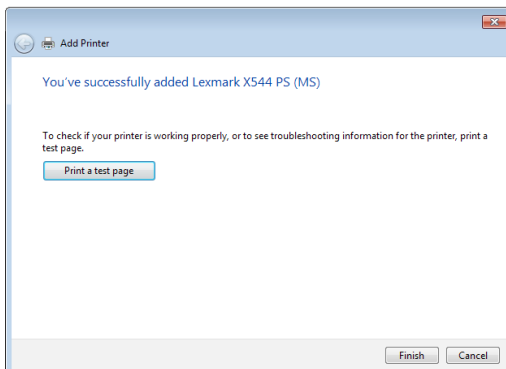 Add Printer
You've successfully added Lexmark X544 PS (MS)
To check if your printer is working properly, or to see troubleshooting information for the printer, print a
test page.
Print a test page
Finish
Cancel